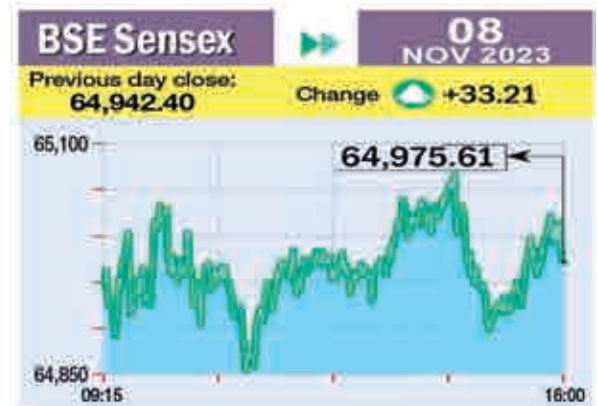 BSE Sensex
08
NOV 2023
Previous day close:
64,942.40
Change +33.21
65,100
64,975.61
64,850
09:15 16:00